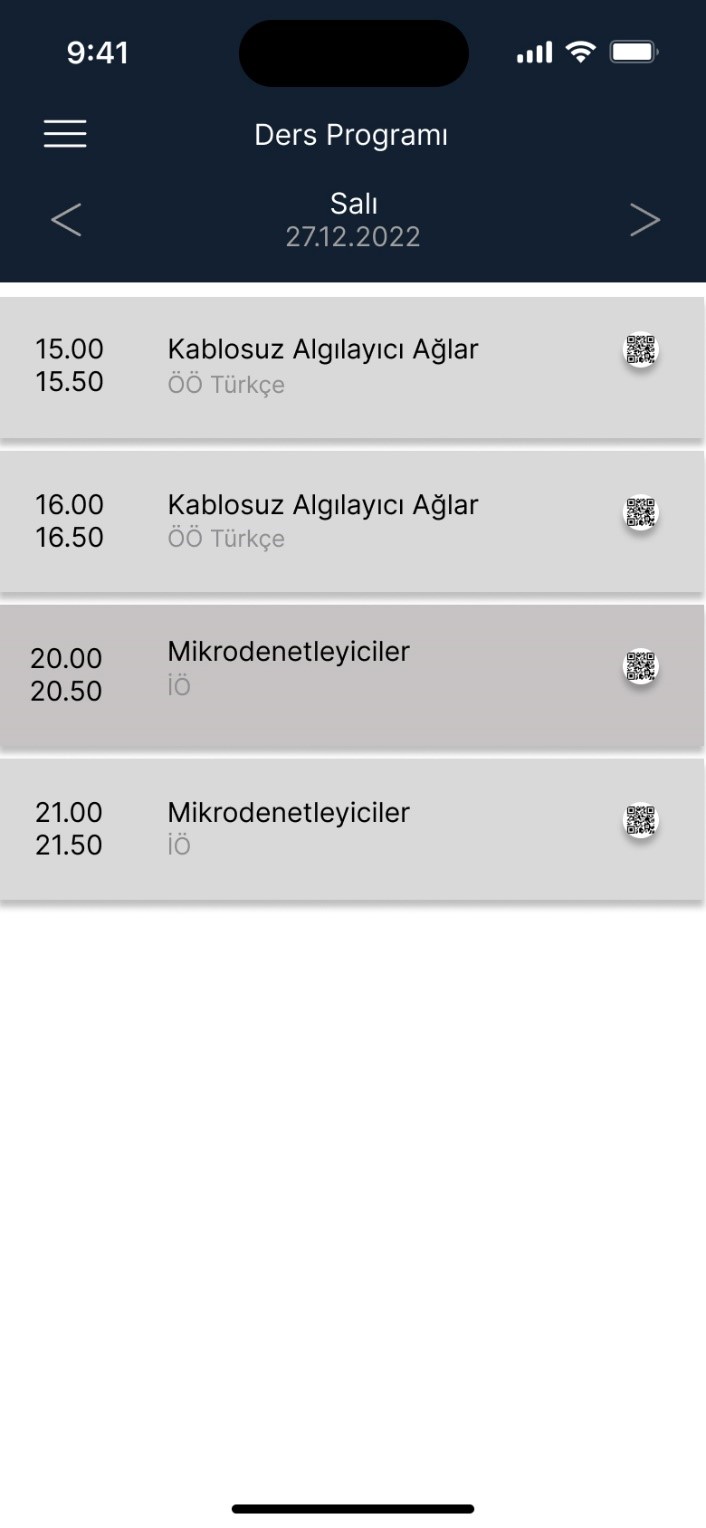 9:41
Ders Programı
Salı
27.12.2022
15.00 Kablosuz Algılayıcı Ağlar
15.50 ÖÖ Türkçe
16.00 Kablosuz Algılayıcı Ağlar
16.50 ÖÖ Türkçe
20.00 Mikrodenetleyiciler
20.50 İÖ
21.00 Mikrodenetleyiciler
21.50 İÖ